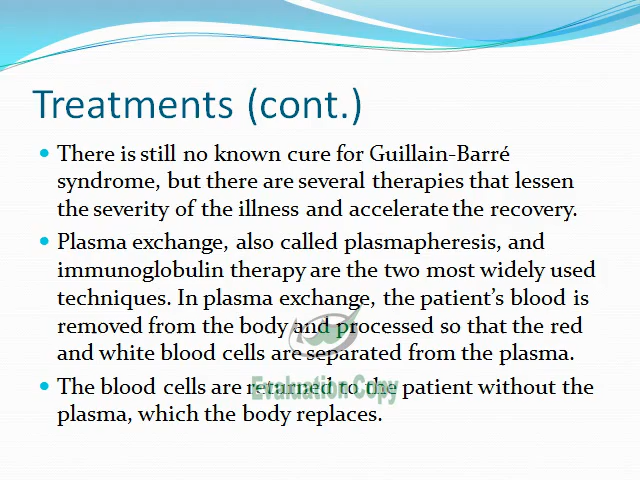 Treatments (cont.)
There is still no known cure for Guillain-Barré
syndrome, but there are several therapies that lessen
the severity of the illness and accelerate the recovery.
Plasma exchange, also called plasmapheresis, and
immunoglobulin therapy are the two most widely used
techniques. In plasma exchange, the patient’s blood is
removed from the body and processed so that the red
and white blood cells are separated from the plasma.
The blood cells are returned to the patient without the
plasma, which the body replaces.
Evaluation Copy